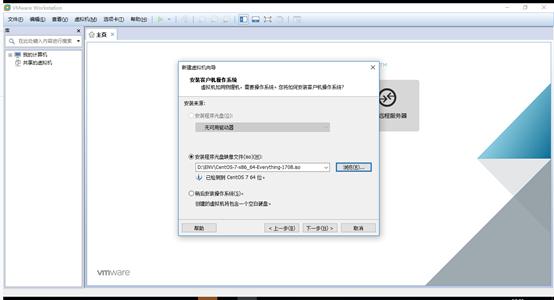 VMware Workstation
文件(F) 编辑(E) 查看(V) 虚拟机(M) 选项卡(T) 帮助(H)
库
在此处键入内容进行搜索
我的计算机
共享的虚拟机
主页
新建虚拟机向导
安装客户机操作系统
虚拟机如同物理机，需要操作系统。您将如何安装客户机操作系统?
安装来源:
安装程序光盘(D):
无可用驱动器
安装程序光盘映像文件(iso)(M):
D:\ENV\CentOS-7-x86_64-Everything-1708.iso
浏览(R)...
已检测到 CentOS 7 64 位。
稍后安装操作系统(S)。
创建的虚拟机将包含一个空白硬盘。
帮助
< 上一步(B)
下一步(N) >
取消
远程服务器
vmware